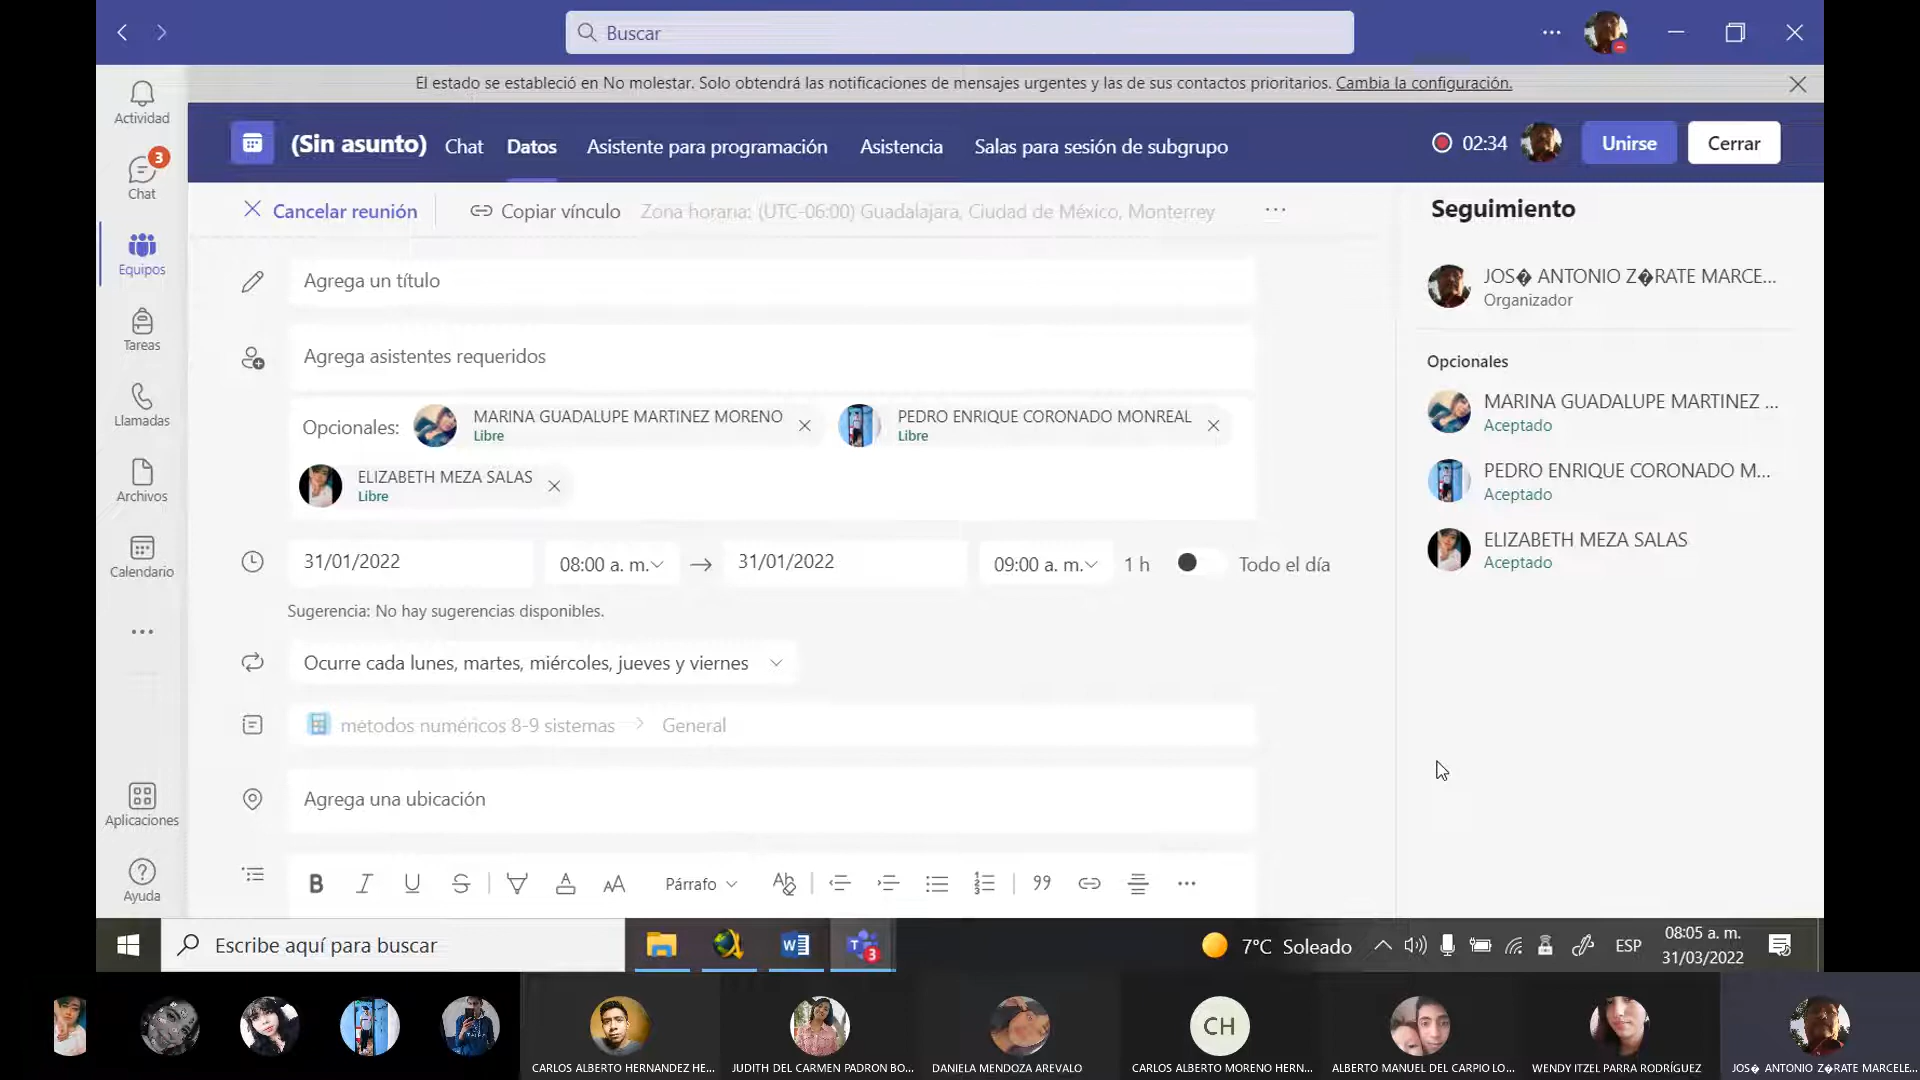 Buscar
El estado se estableció en No molestar. Solo obtendrá las notificaciones de mensajes urgentes y las de sus contactos prioritarios. Cambia la configuración.
Actividad
3
Chat
Equipos
Tareas
Llamadas
Archivos
Calendario
Aplicaciones
Ayuda
(Sin asunto) Chat Datos Asistente para programación Asistencia Salas para sesión de subgrupo 02:34 Unirse Cerrar
Cancelar reunión Copiar vínculo Zona horaria: (UTC-06:00) Guadalajara, Ciudad de México, Monterrey
Agrega un título
Agrega asistentes requeridos
Opcionales: MARINA GUADALUPE MARTINEZ MORENO PEDRO ENRIQUE CORONADO MONREAL
Libre Libre
ELIZABETH MEZA SALAS
Libre
31/01/2022 08:00 a. m. 31/01/2022 09:00 a. m. 1 h Todo el día
Sugerencia: No hay sugerencias disponibles.
Ocurre cada lunes, martes, miércoles, jueves y viernes
métodos numéricos 8-9 sistemas General
Agrega una ubicación
B I U S A AA Párrafo Ab 99
Seguimiento
JOS� ANTONIO Z�RATE MARCE...
Organizador
Opcionales
MARINA GUADALUPE MARTINEZ ...
Aceptado
PEDRO ENRIQUE CORONADO M...
Aceptado
ELIZABETH MEZA SALAS
Aceptado
Escribe aquí para buscar
W
3
7°C Soleado
ESP
08:05 a. m.
31/03/2022
CH
CARLOS ALBERTO HERNANDEZ HE... JUDITH DEL CARMEN PADRON BO... DANIELA MENDOZA AREVALO CARLOS ALBERTO MORENO HERN... ALBERTO MANUEL DEL CARPIO LO... WENDY ITZEL PARRA RODRÍGUEZ JOS� ANTONIO Z�RATE MARCELE...